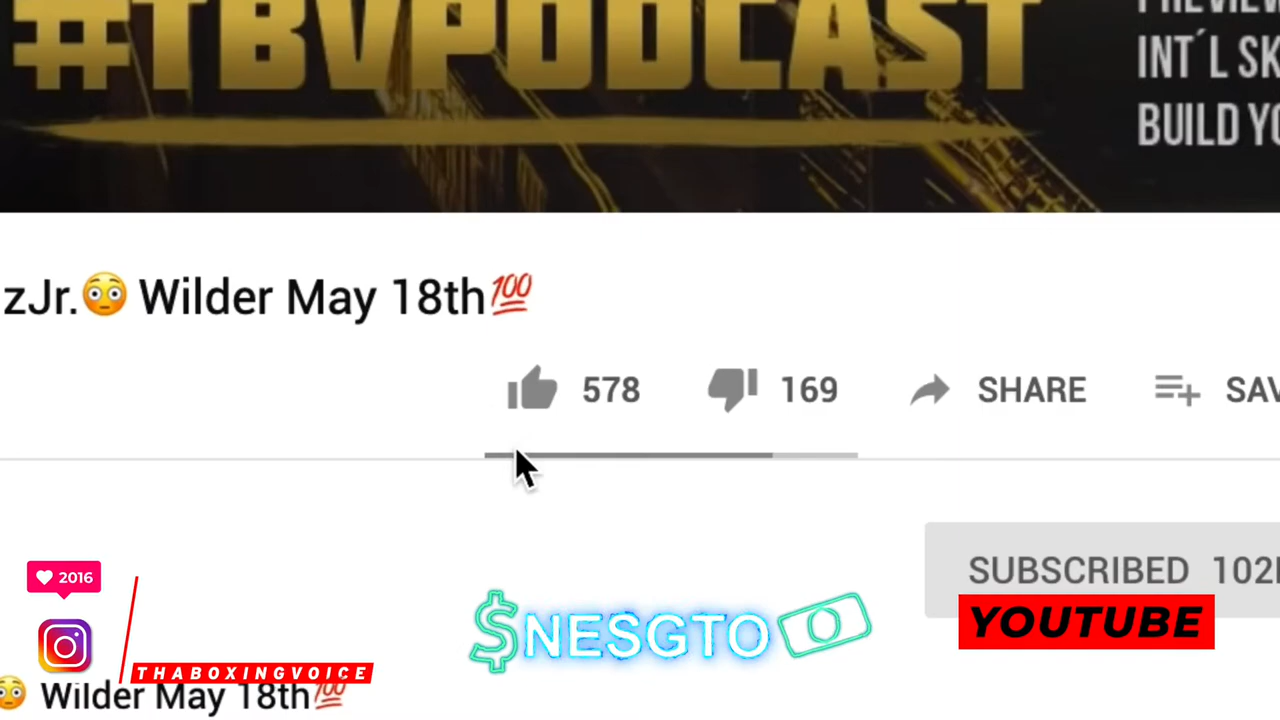 #TBVPODCAST
INT´L SK
BUILD YO
zJr.😳 Wilder May 18th💯
578 169 SHARE SAV
SUBSCRIBED 102
YOUTUBE
2016
$NESGTO
THABOXINGVOICE
😳 Wilder May 18th💯